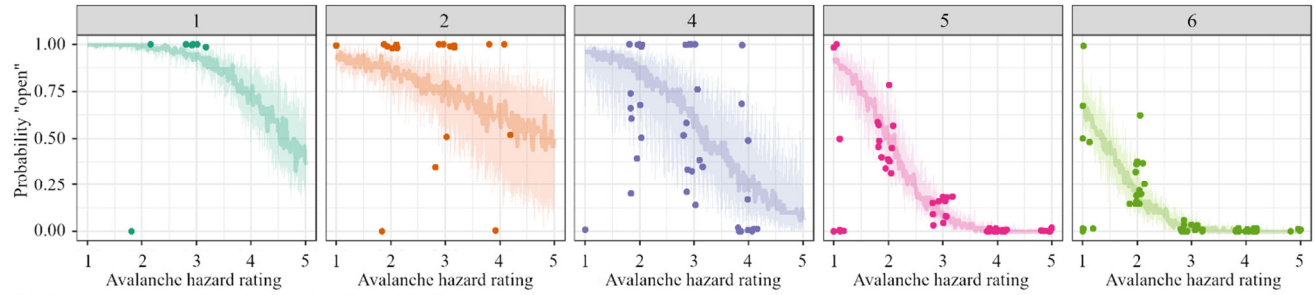 1 2 4 5 6
Probability "open"
1.00
0.75
0.50
0.25
0.00
1 2 3 4 5 1 2 3 4 5 1 2 3 4 5 1 2 3 4 5 1 2 3 4 5
Avalanche hazard rating Avalanche hazard rating Avalanche hazard rating Avalanche hazard rating Avalanche hazard rating